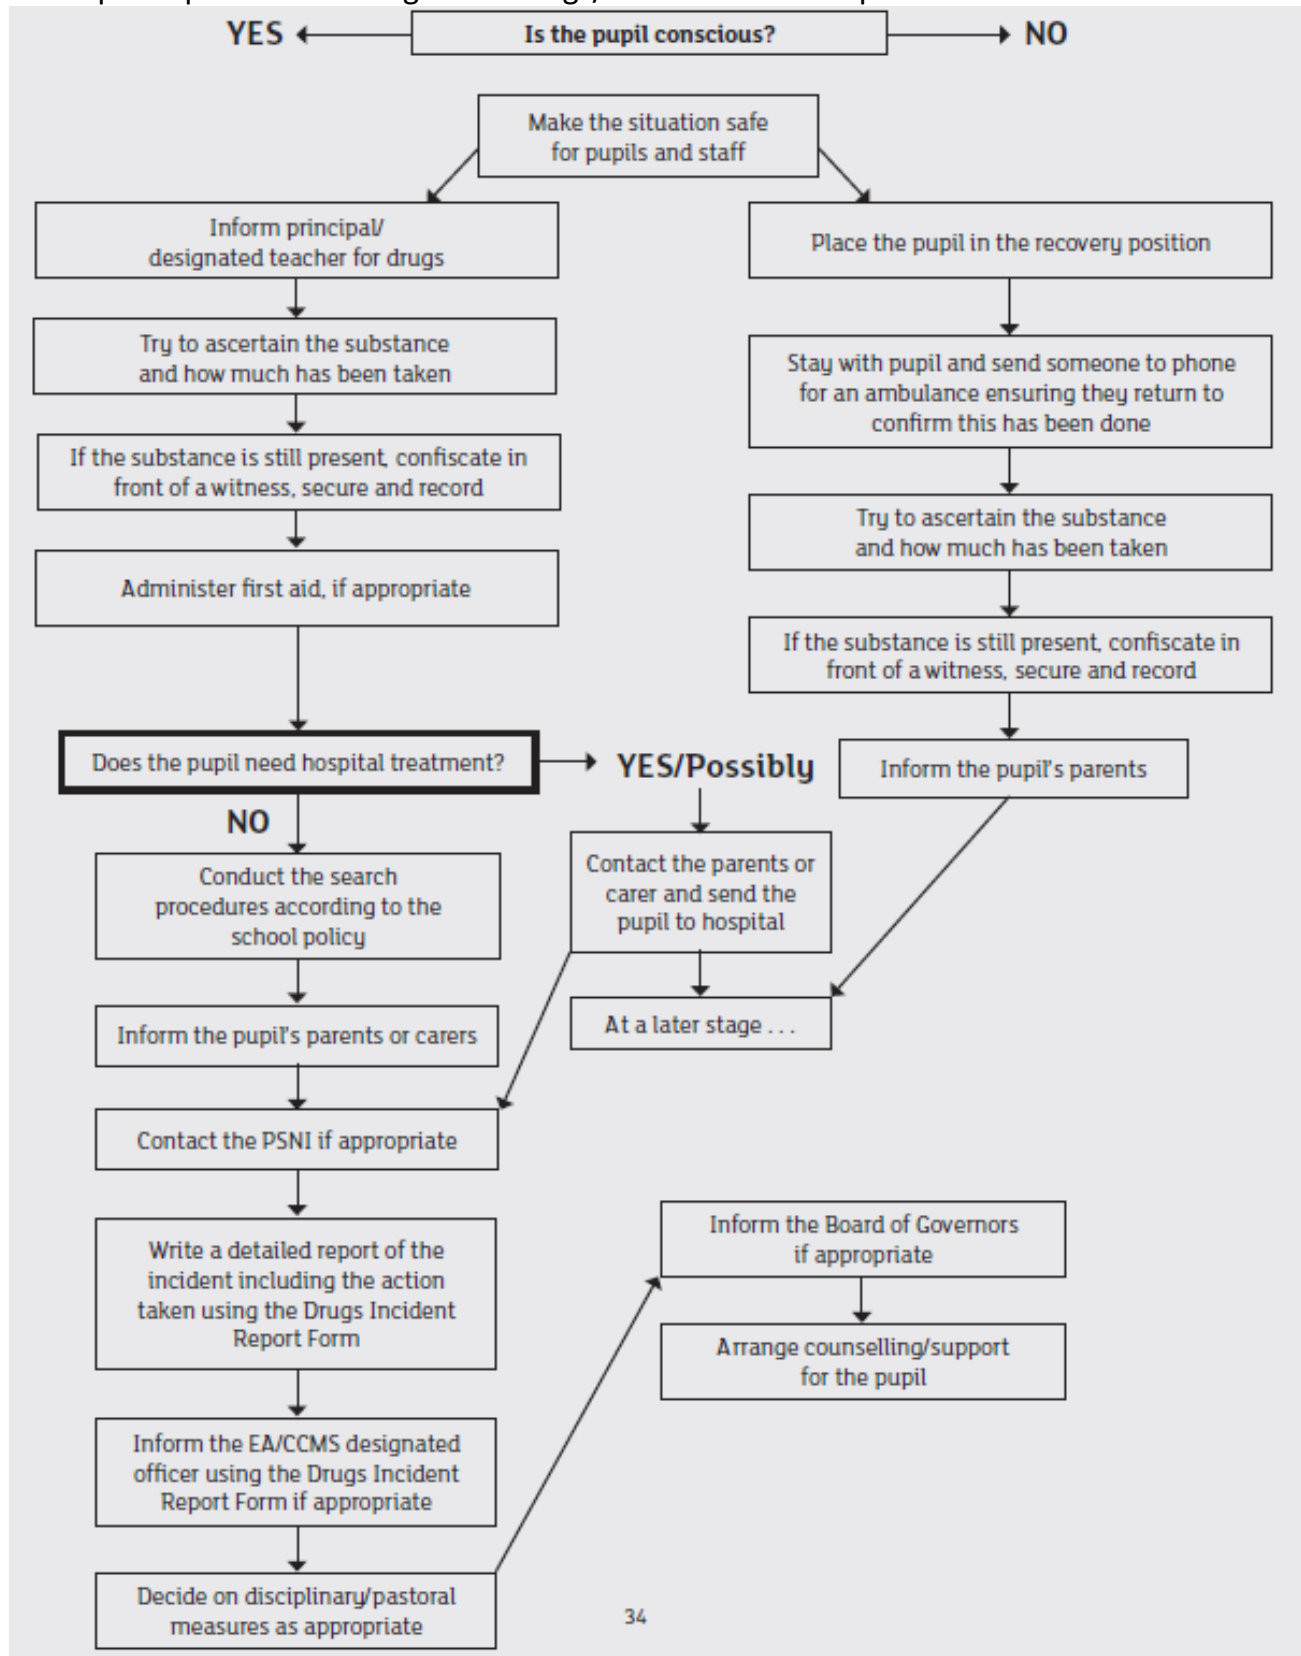 YES
Is the pupil conscious?
NO
Make the situation safe
for pupils and staff
Inform principal/
designated teacher for drugs
Try to ascertain the substance
and how much has been taken
If the substance is still present, confiscate in
front of a witness, secure and record
Administer first aid, if appropriate
Place the pupil in the recovery position
Stay with pupil and send someone to phone
for an ambulance ensuring they return to
confirm this has been done
Try to ascertain the substance
and how much has been taken
If the substance is still present, confiscate in
front of a witness, secure and record
Inform the pupil's parents
Does the pupil need hospital treatment?
YES/Possibly
NO
Contact the parents or
carer and send the
pupil to hospital
At a later stage . . .
Conduct the search
procedures according to the
school policy
Inform the pupil's parents or carers
Contact the PSNI if appropriate
Write a detailed report of the
incident including the action
taken using the Drugs Incident
Report Form
Inform the EA/CCMS designated
officer using the Drugs Incident
Report Form if appropriate
Decide on disciplinary/pastoral
measures as appropriate
Inform the Board of Governors
if appropriate
Arrange counselling/support
for the pupil
34